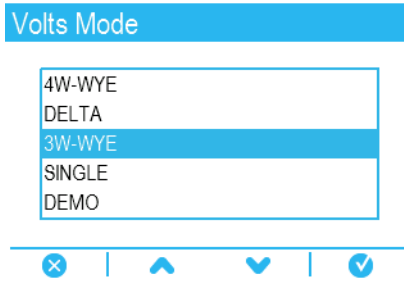 Volts Mode
4W-WYE
DELTA
3W-WYE
SINGLE
DEMO